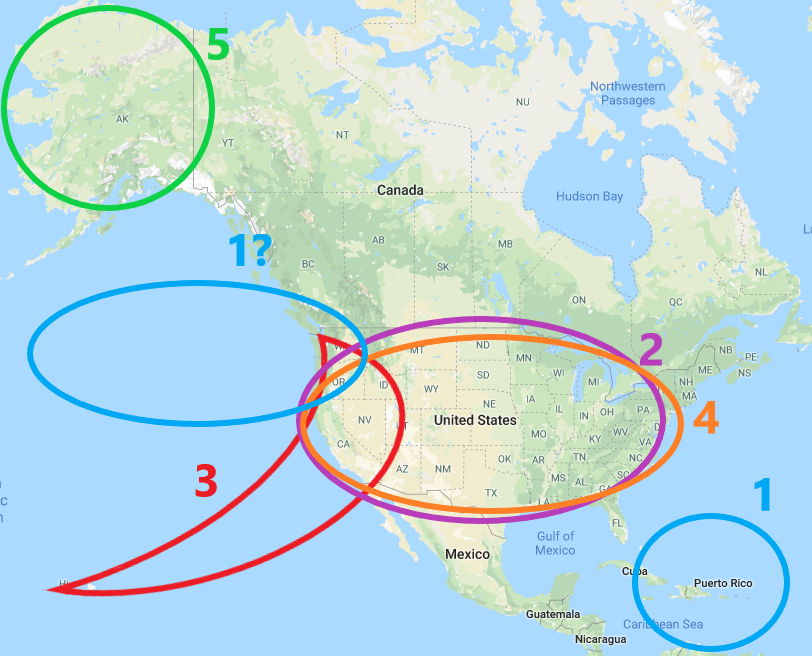 5
AK
NU
Northwestern
Passages
YT
NT
Canada
Hudson Bay
1?
BC
AB
SK
MB
ON
QC
NL
La
NB
PE
NS
ME
NH
MA
2
MT
ND
MN
SD
WI
MI
OR
ID
WY
IA
NE
PA
OH
IL
IN
NV
UT
United States
CA
MO
KY
WV
VA
NC
4
OK
AR
TN
AZ
NM
SC
MS
AL
GA
TX
LA
FL
3
1
Gulf of
Mexico
Mexico
Cuba
Puerto Rico
HI
Guatemala
Caribbean Sea
Nicaragua